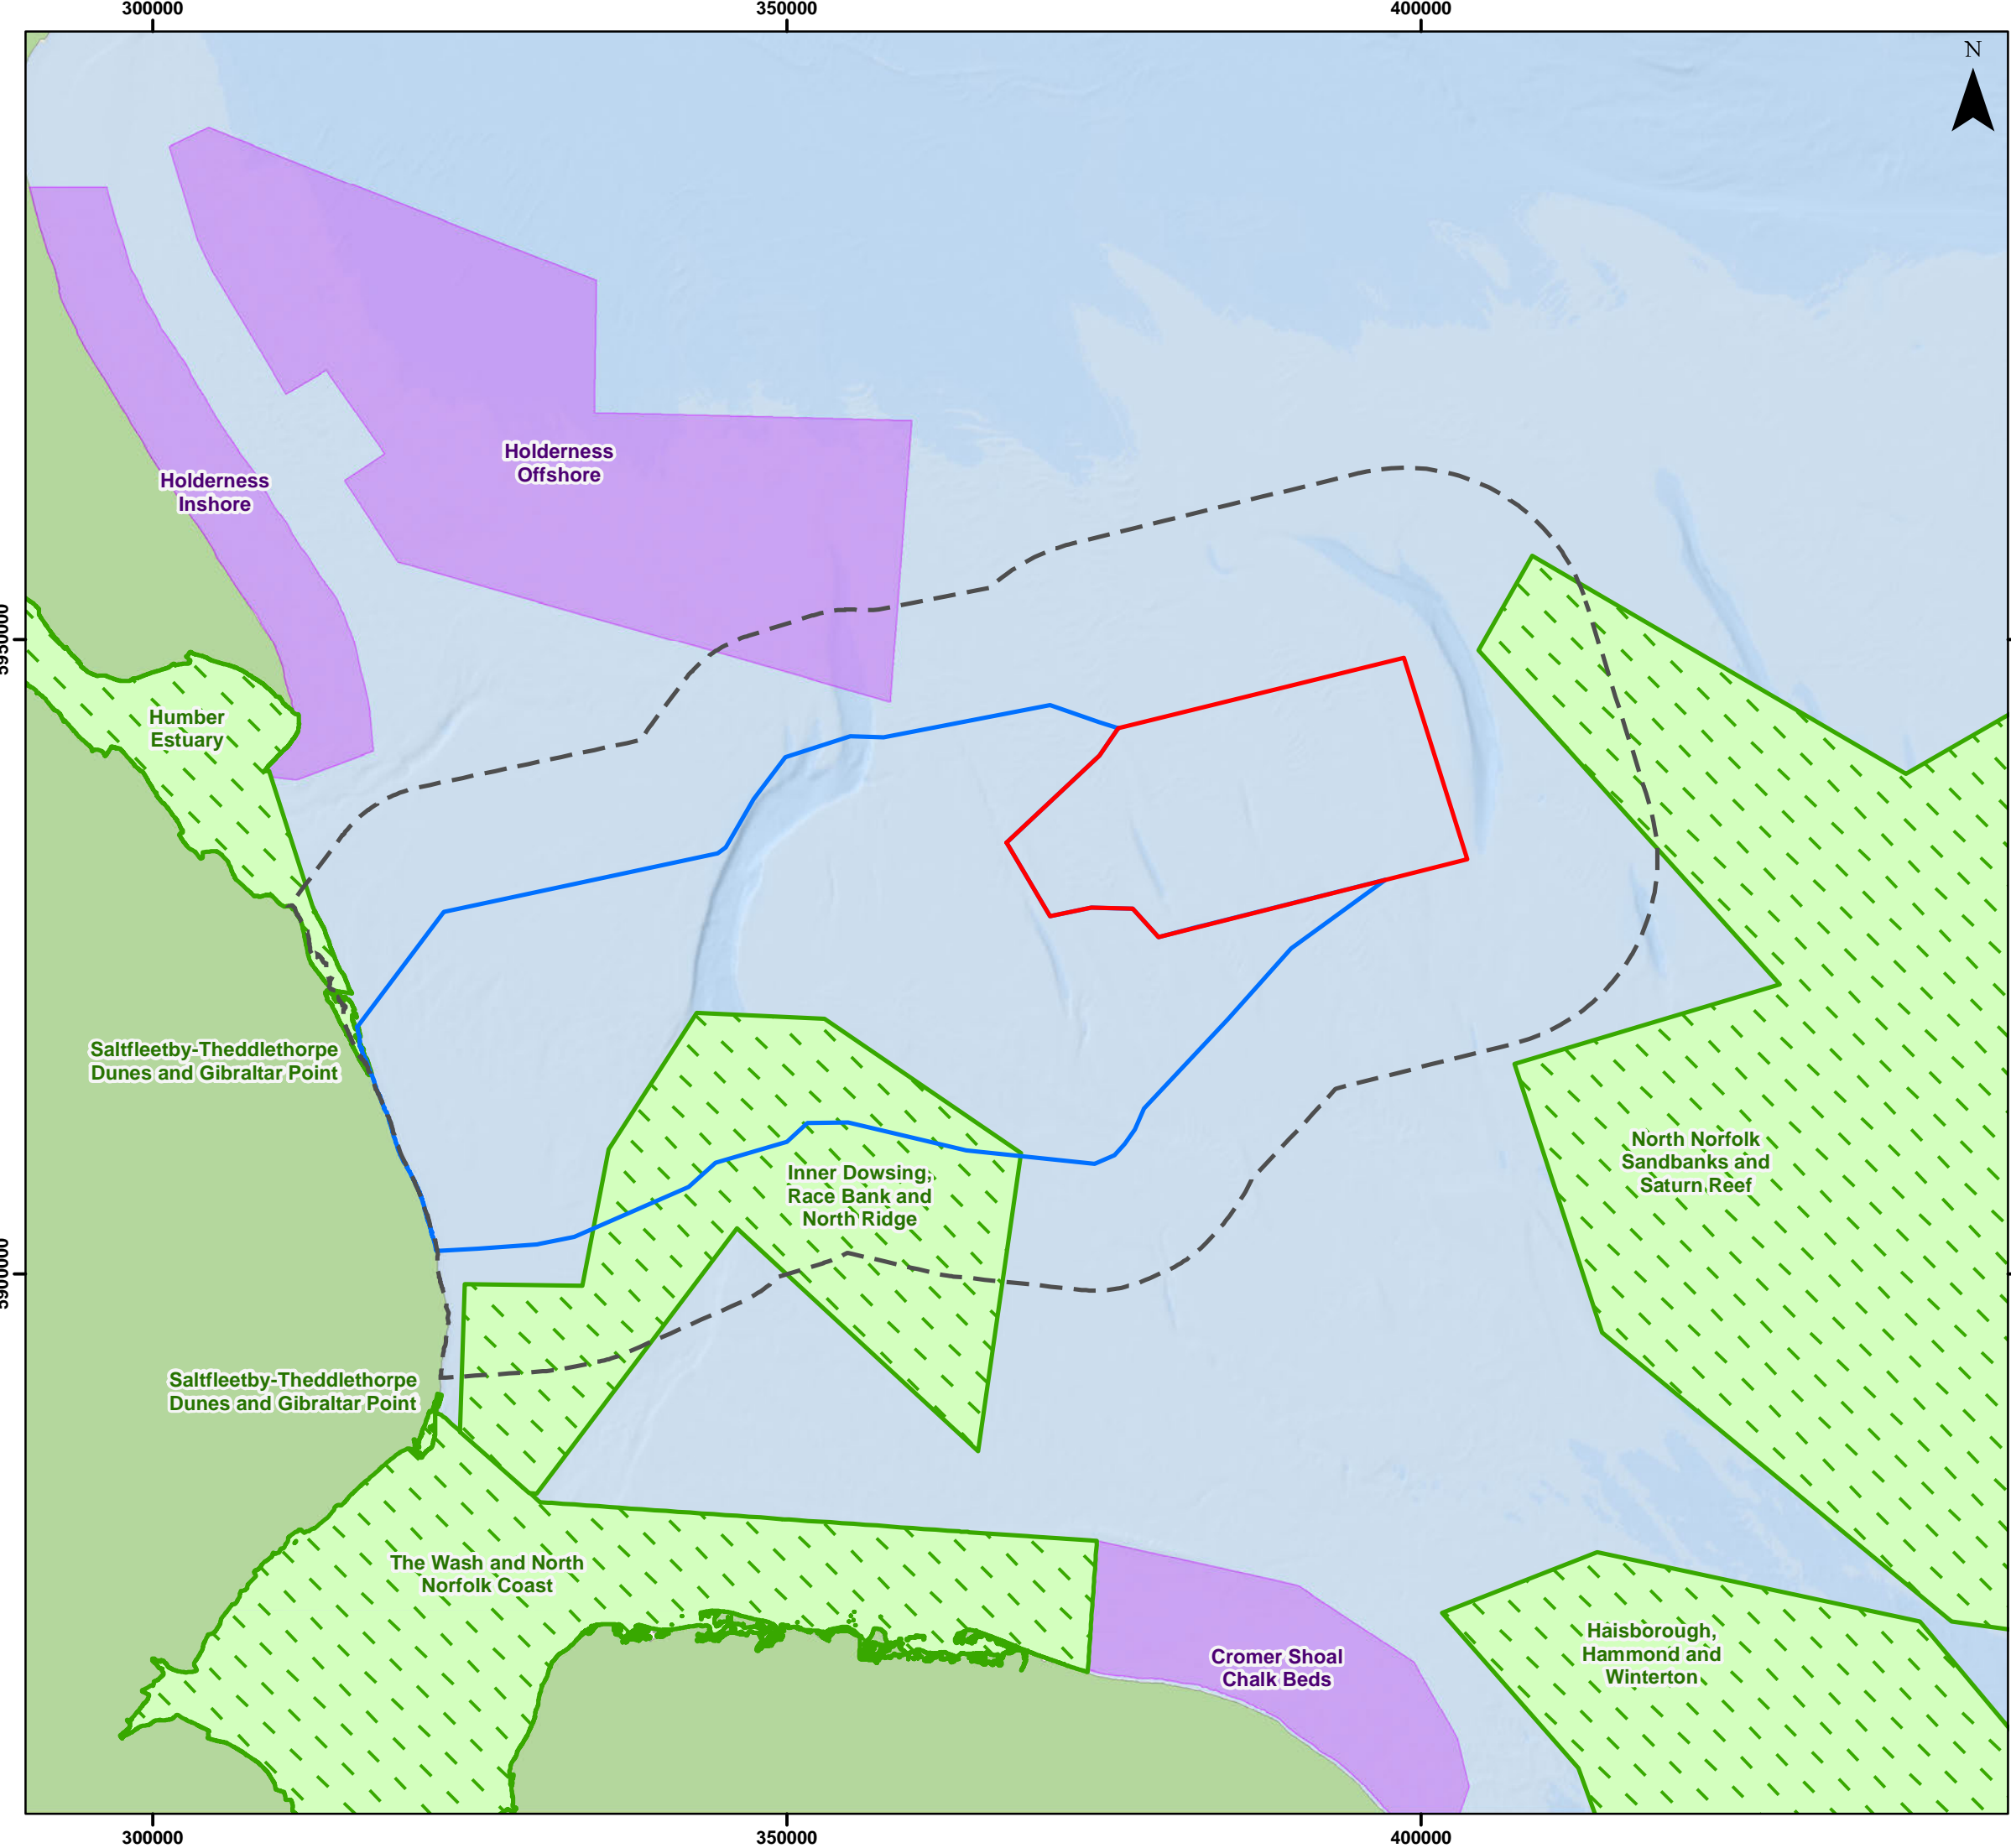 300000
350000
400000
N
Holderness
Offshore
Holderness
Inshore
Humber
Estuary
Saltfleetby-Theddlethorpe
Dunes and Gibraltar Point
North Norfolk
Sandbanks and
Saturn Reef
Inner Dowsing,
Race Bank and
North Ridge
Saltfleetby-Theddlethorpe
Dunes and Gibraltar Point
The Wash and North
Norfolk Coast
Haisborough,
Hammond and
Winterton
Cromer Shoal
Chalk Beds
300000
350000
400000